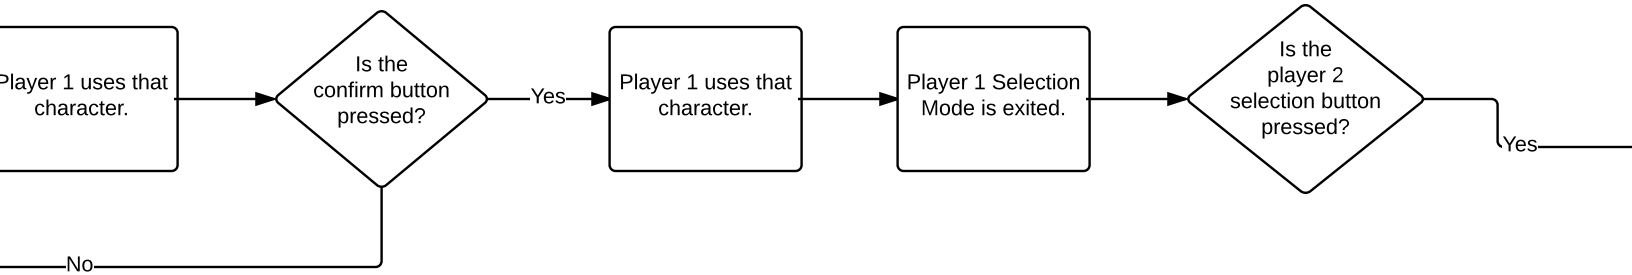 Player 1 uses that
character.
Is the
confirm button
pressed?
Yes
Player 1 uses that
character.
Player 1 Selection
Mode is exited.
Is the
player 2
selection button
pressed?
Yes
No